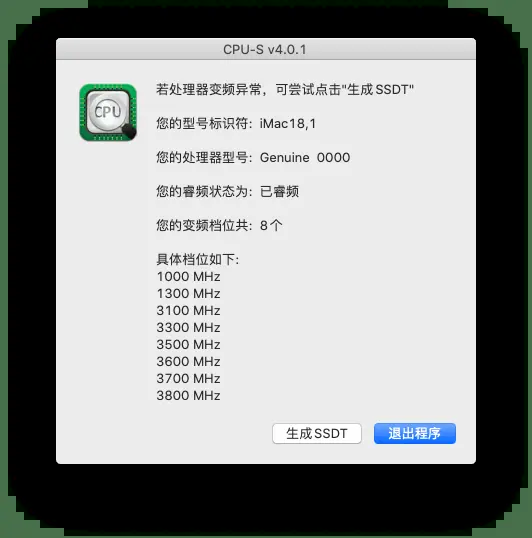 CPU-S v4.0.1
若处理器变频异常，可尝试点击"生成SSDT"
CPU
您的型号标识符: iMac18,1
您的处理器型号: Genuine 0000
您的睿频状态为: 已睿频
您的变频档位共: 8个
具体档位如下:
1000 MHz
1300 MHz
3100 MHz
3300 MHz
3500 MHz
3600 MHz
3700 MHz
3800 MHz
生成SSDT
退出程序